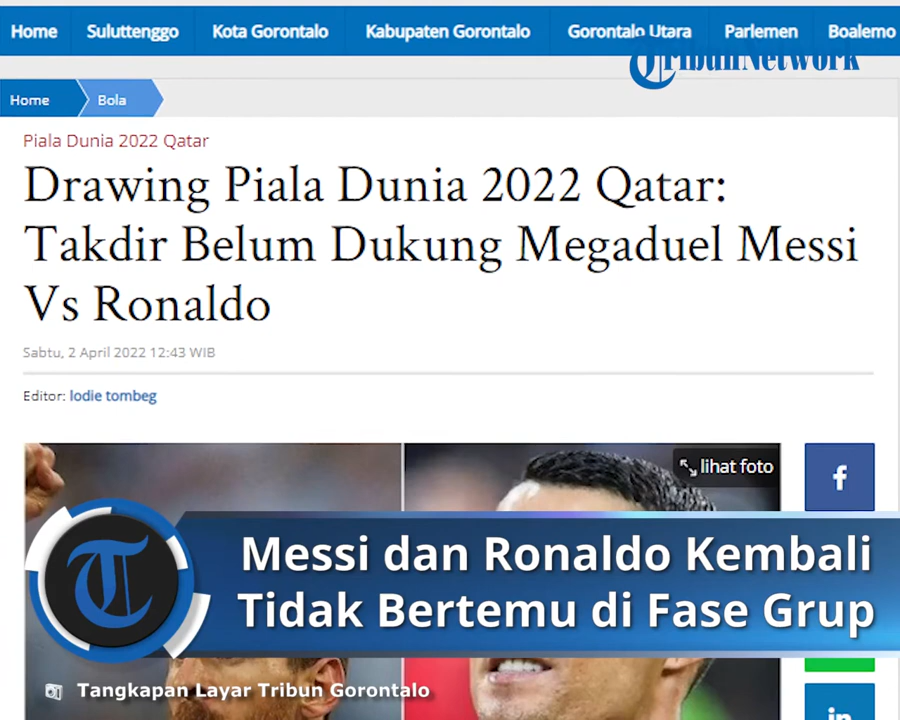 Home Suluttenggo Kota Gorontalo Kabupaten Gorontalo Gorontalo Utara Parlemen Boalemo
TribunNetwork
Home Bola
Piala Dunia 2022 Qatar
Drawing Piala Dunia 2022 Qatar:
Takdir Belum Dukung Megaduel Messi
Vs Ronaldo
Sabtu, 2 April 2022 12:43 WIB
Editor: lodie tombeg
lihat foto
f
Messi dan Ronaldo Kembali
Tidak Bertemu di Fase Grup
T
Tangkapan Layar Tribun Gorontalo
in